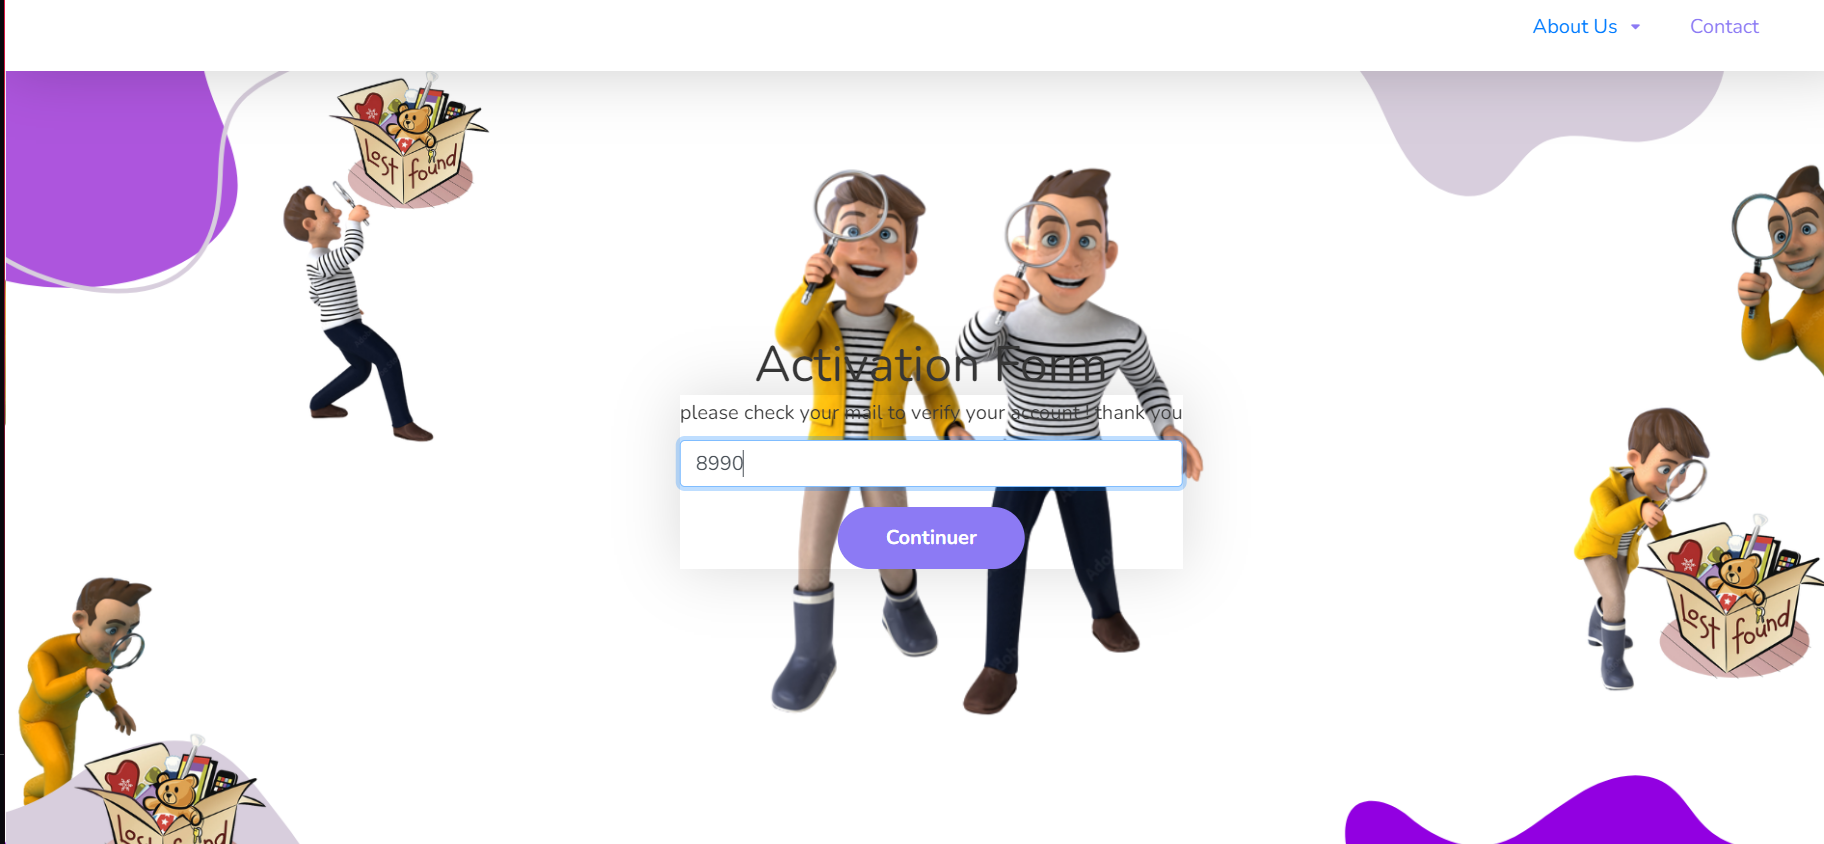 About Us
Contact
Lost found
Activation Form
please check your mail to verify your account ! thank you
8990
Continuer
Lost found
Lost found